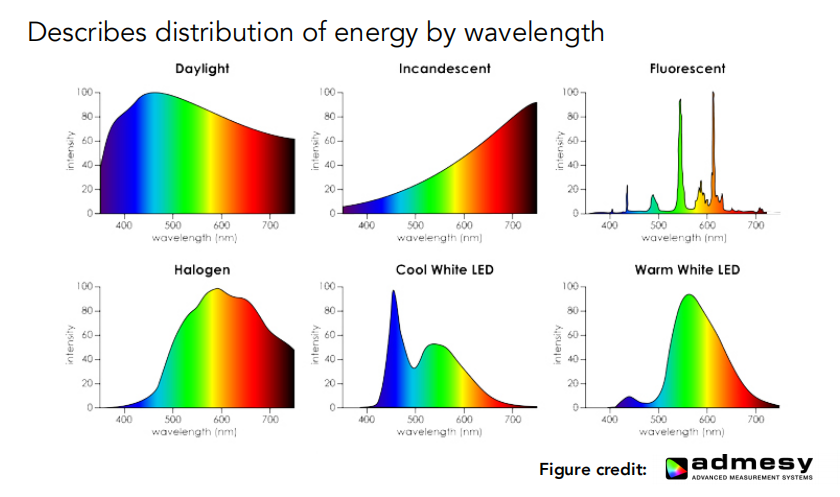 Describes distribution of energy by wavelength
Daylight
Incandescent
Fluorescent
100
80
60
40
20
0
intensity
400 500 600 700
wavelength (nm)
100
80
60
40
20
0
intensity
400 500 600 700
wavelength (nm)
100
80
60
40
20
0
intensity
400 500 600 700
wavelength (nm)
Halogen
Cool White LED
Warm White LED
100
80
60
40
20
0
intensity
400 500 600 700
wavelength (nm)
100
80
60
40
20
0
intensity
400 500 600 700
wavelength (nm)
100
80
60
40
20
0
intensity
400 500 600 700
wavelength (nm)
Figure credit:
admesy
ADVANCED MEASUREMENT SYSTEMS